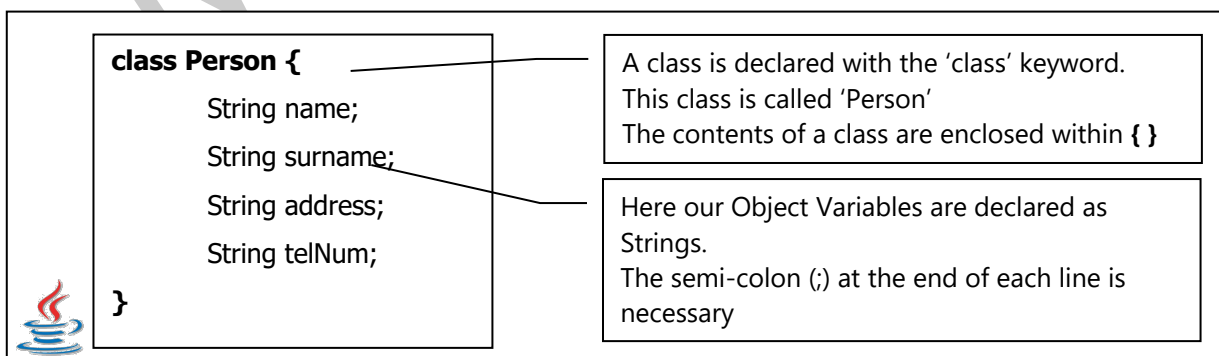 class Person {
String name;
String surname;
String address;
String telNum;
}
A class is declared with the ‘class’ keyword.
This class is called ‘Person’
The contents of a class are enclosed within { }
Here our Object Variables are declared as
Strings.
The semi-colon (;) at the end of each line is
necessary